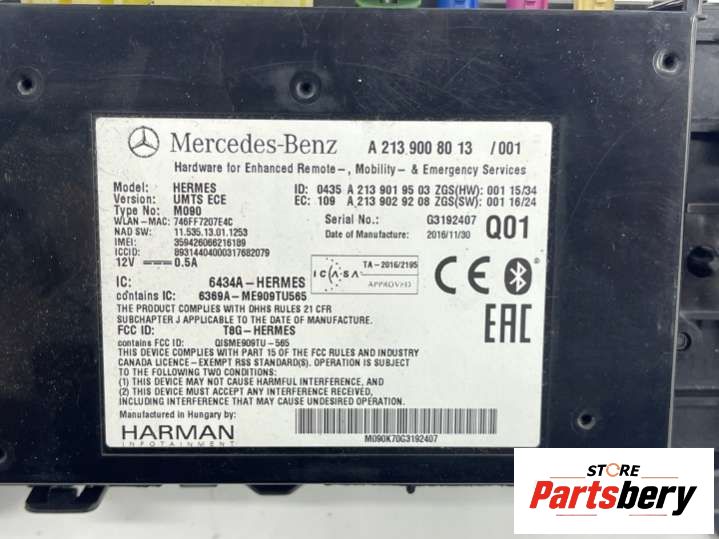 Mercedes-Benz A 213 900 80 13 /001
Hardware for Enhanced Remote-, Mobility- & Emergency Services
Model: HERMES ID: 0435 A 213 901 95 03 ZGS(HW): 001 15/34
Version: UMTS ECE EC: 109 A 213 902 92 08 ZGS(SW): 001 16/24
Type No: M090 Serial No.: G3192407
WLAN-MAC: 746FF7207E4C Q01
NAD SW: 11.535.13.01.1253 Date of Manufacture: 2016/11/30
IMEI: 359426066216189
ICCID: 89314404000317682079
12V 0.5A
ICASA TA-2016/2195 APPROVED
CE
EAC
IC: 6434A-HERMES
contains IC: 6369A-ME909TU565
THE PRODUCT COMPLIES WITH DHHS RULES 21 CFR
SUBCHAPTER J APPLICABLE TO THE DATE OF MANUFACTURE
FCC ID: T8G-HERMES
contains FCC ID: QISME909TU-565
THIS DEVICE COMPLIES WITH PART 15 OF THE FCC RULES AND INDUSTRY
CANADA LICENCE-EXEMPT RSS STANDARD(S). OPERATION IS SUBJECT
TO THE FOLLOWING TWO CONDITIONS:
(1) THIS DEVICE MAY NOT CAUSE HARMFUL INTERFERENCE, AND
(2) THIS DEVICE MUST ACCEPT ANY INTERFERENCE RECEIVED,
INCLUDING INTERFERENCE THAT MAY CAUSE UNDESIRED OPERATION.
Manufactured in Hungary by:
HARMAN
INFOTAINMENT
M090K70G3192407
STORE
Partsbery